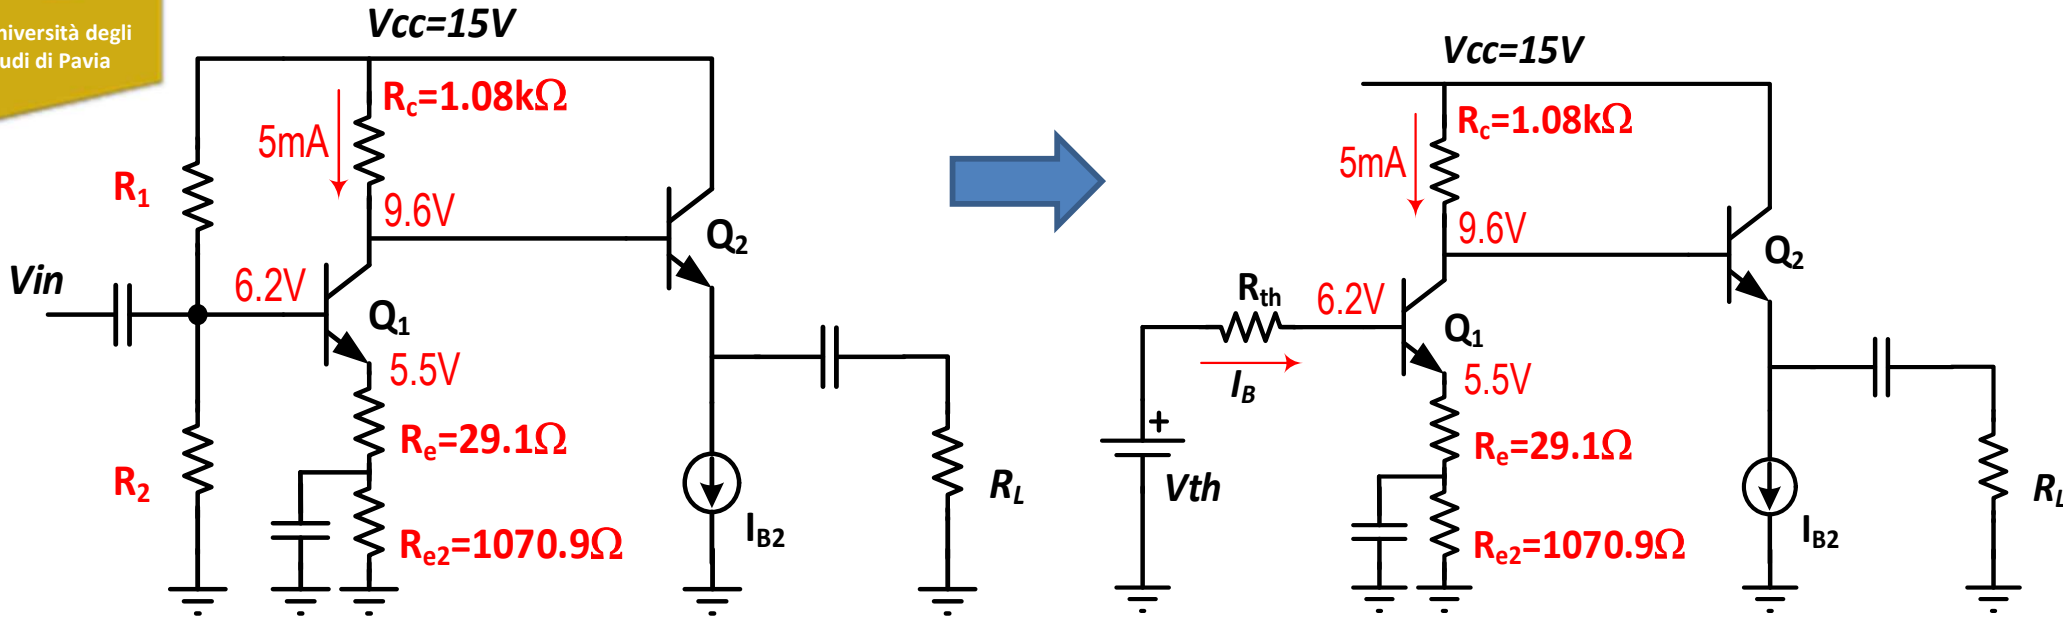 niversità degli
udi di Pavia
Vcc=15V
Rc=1.08kΩ
5mA
R1
9.6V
Q2
Vin
6.2V
Q1
5.5V
Re=29.1Ω
R2
RL
IB2
Re2=1070.9Ω
Vcc=15V
Rc=1.08kΩ
5mA
9.6V
Q2
Rth
6.2V
Q1
IB
5.5V
+
Re=29.1Ω
Vth
RL
IB2
Re2=1070.9Ω